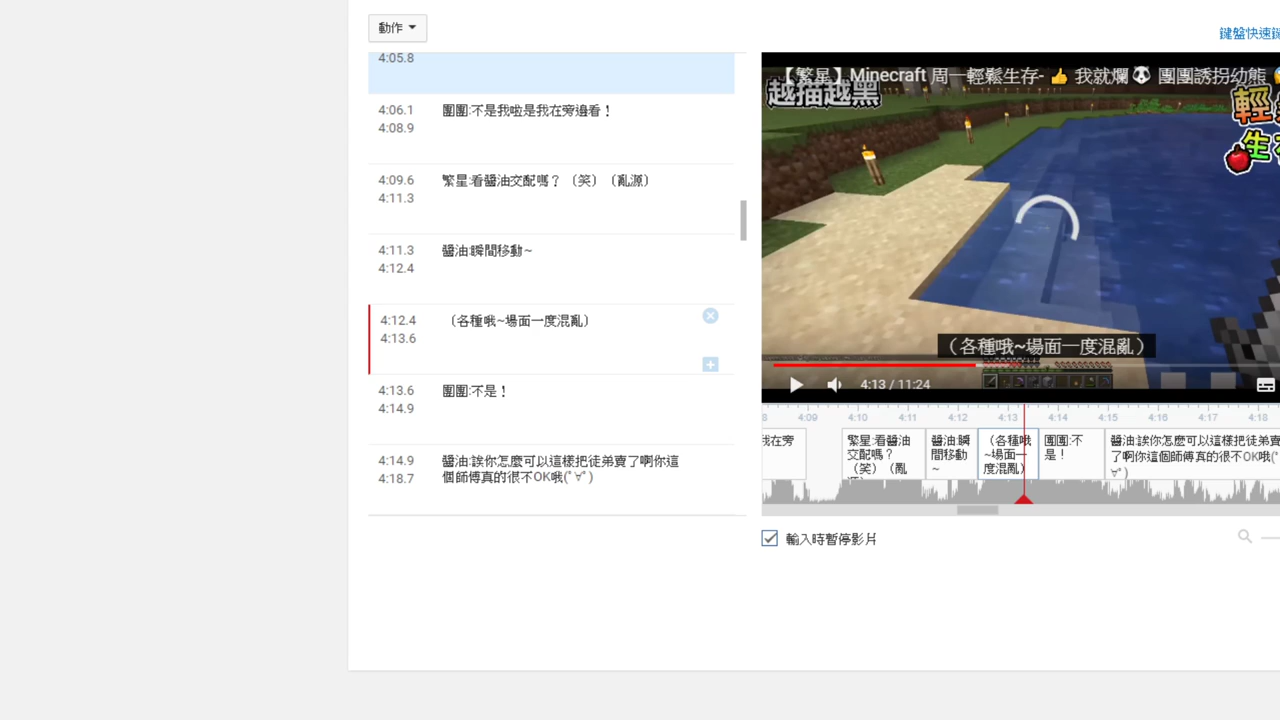 動作
鍵盤快速鍵
4:05.8
4:06.1
4:08.9
團團:不是我啦是我在旁邊看！
4:09.6
4:11.3
繁星:看醬油交配嗎？（笑）（亂源）
4:11.3
4:12.4
醬油:瞬間移動~
4:12.4
4:13.6
（各種哦~場面一度混亂）
4:13.6
4:14.9
團團:不是！
4:14.9
4:18.7
醬油:誒你怎麼可以這樣把徒弟賣了啊你這
個師傅真的很不OK哦(ﾟ∀ﾟ)
【繁星】Minecraft 周一輕鬆生存- 👍 我就爛 🐼 團團誘拐幼熊
越描越黑
輕
生
（各種哦~場面一度混亂）
4:13 / 11:24
8 4:09 4:10 4:11 4:12 4:13 4:14 4:15 4:16 4:17 4:18
我在旁
繁星:看醬油
交配嗎？
（笑）（亂
醬油:瞬
間移動
~
（各種哦
~場面一
度混亂）
團團:不
是！
醬油:誒你怎麼可以這樣把徒弟賣
了啊你這個師傅真的很不OK哦(ﾟ
∀ﾟ)
輸入時暫停影片